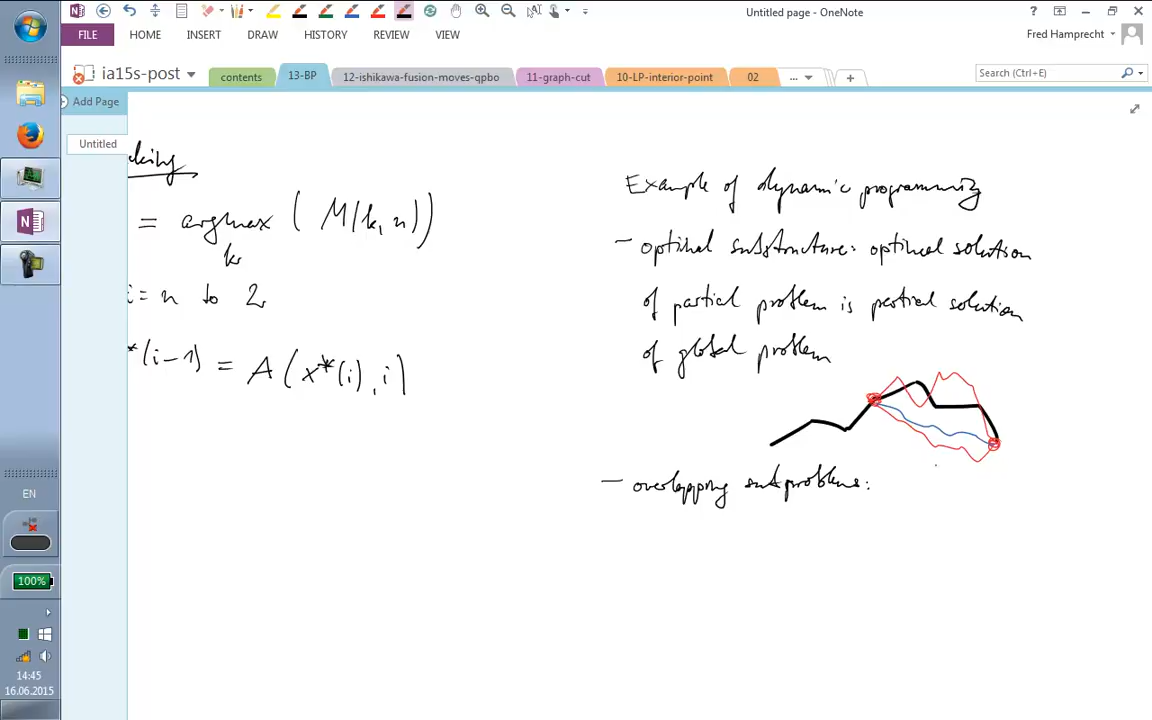 Untitled page - OneNote
FILE
HOME
INSERT
DRAW
HISTORY
REVIEW
VIEW
Fred Hamprecht
ia15s-post
contents
13-BP
12-ishikawa-fusion-moves-qpbo
11-graph-cut
10-LP-interior-point
02
...
Search (Ctrl+E)
Add Page
Untitled
king
= argmax ( M(k,n))
k
i = n to 2
*(i-1) = A(x*(i),i)
Example of dynamic programming
- optimal substructure: optimal solution
of partial problem is partial solution
of global problem
- overlapping subproblems:
EN
100%
14:45
16.06.2015